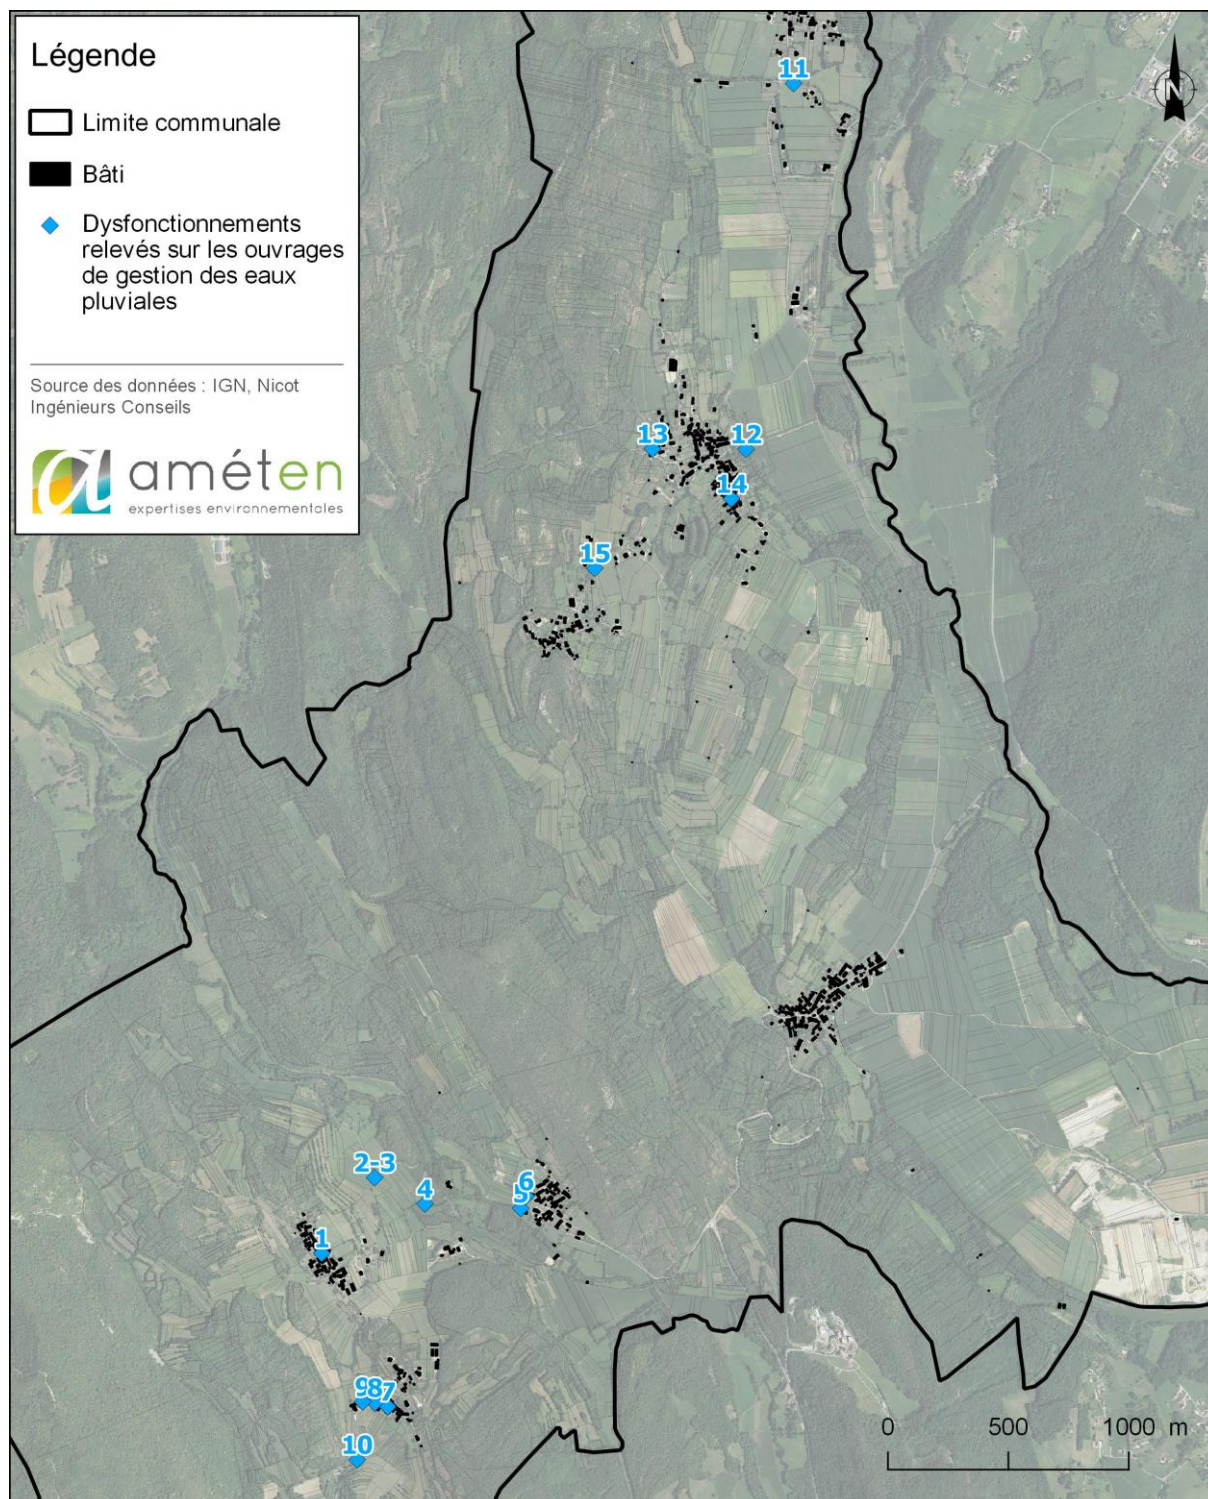 Légende
Limite communale
Bâti
Dysfonctionnements
relevés sur les ouvrages
de gestion des eaux
pluviales
Source des données : IGN, Nicot
Ingénieurs Conseils
améten
expertises environnementales
N
11
13
12
14
15
2-3
4
6
5
1
9
8
7
10
0 500 1000 m